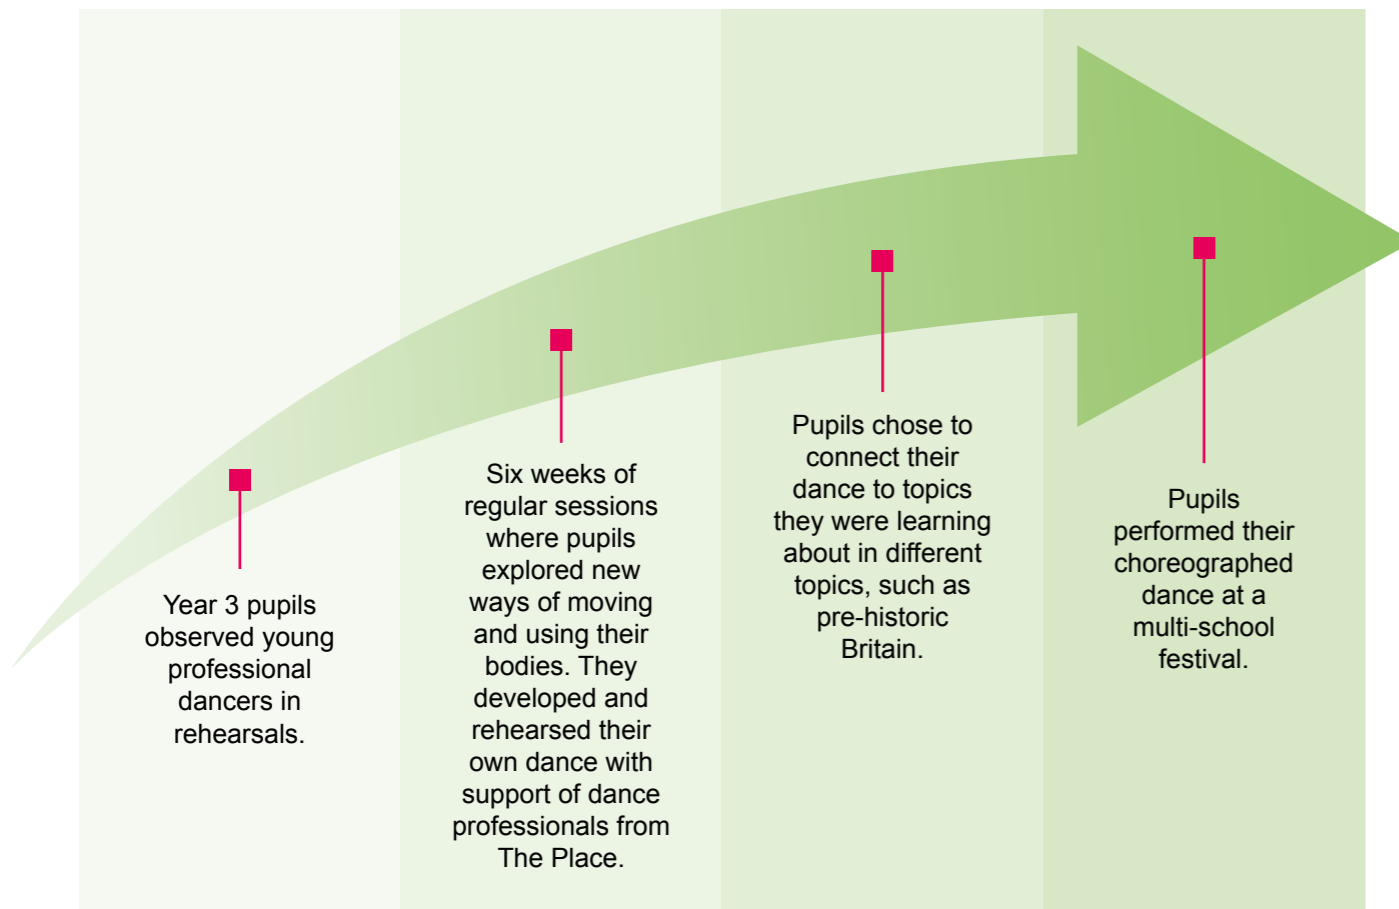 Year 3 pupils
observed young
professional
dancers in
rehearsals.
Six weeks of
regular sessions
where pupils
explored new
ways of moving
and using their
bodies. They
developed and
rehearsed their
own dance with
support of dance
professionals from
The Place.
Pupils chose to
connect their
dance to topics
they were learning
about in different
topics, such as
pre-historic
Britain.
Pupils
performed their
choreographed
dance at a
multi-school
festival.